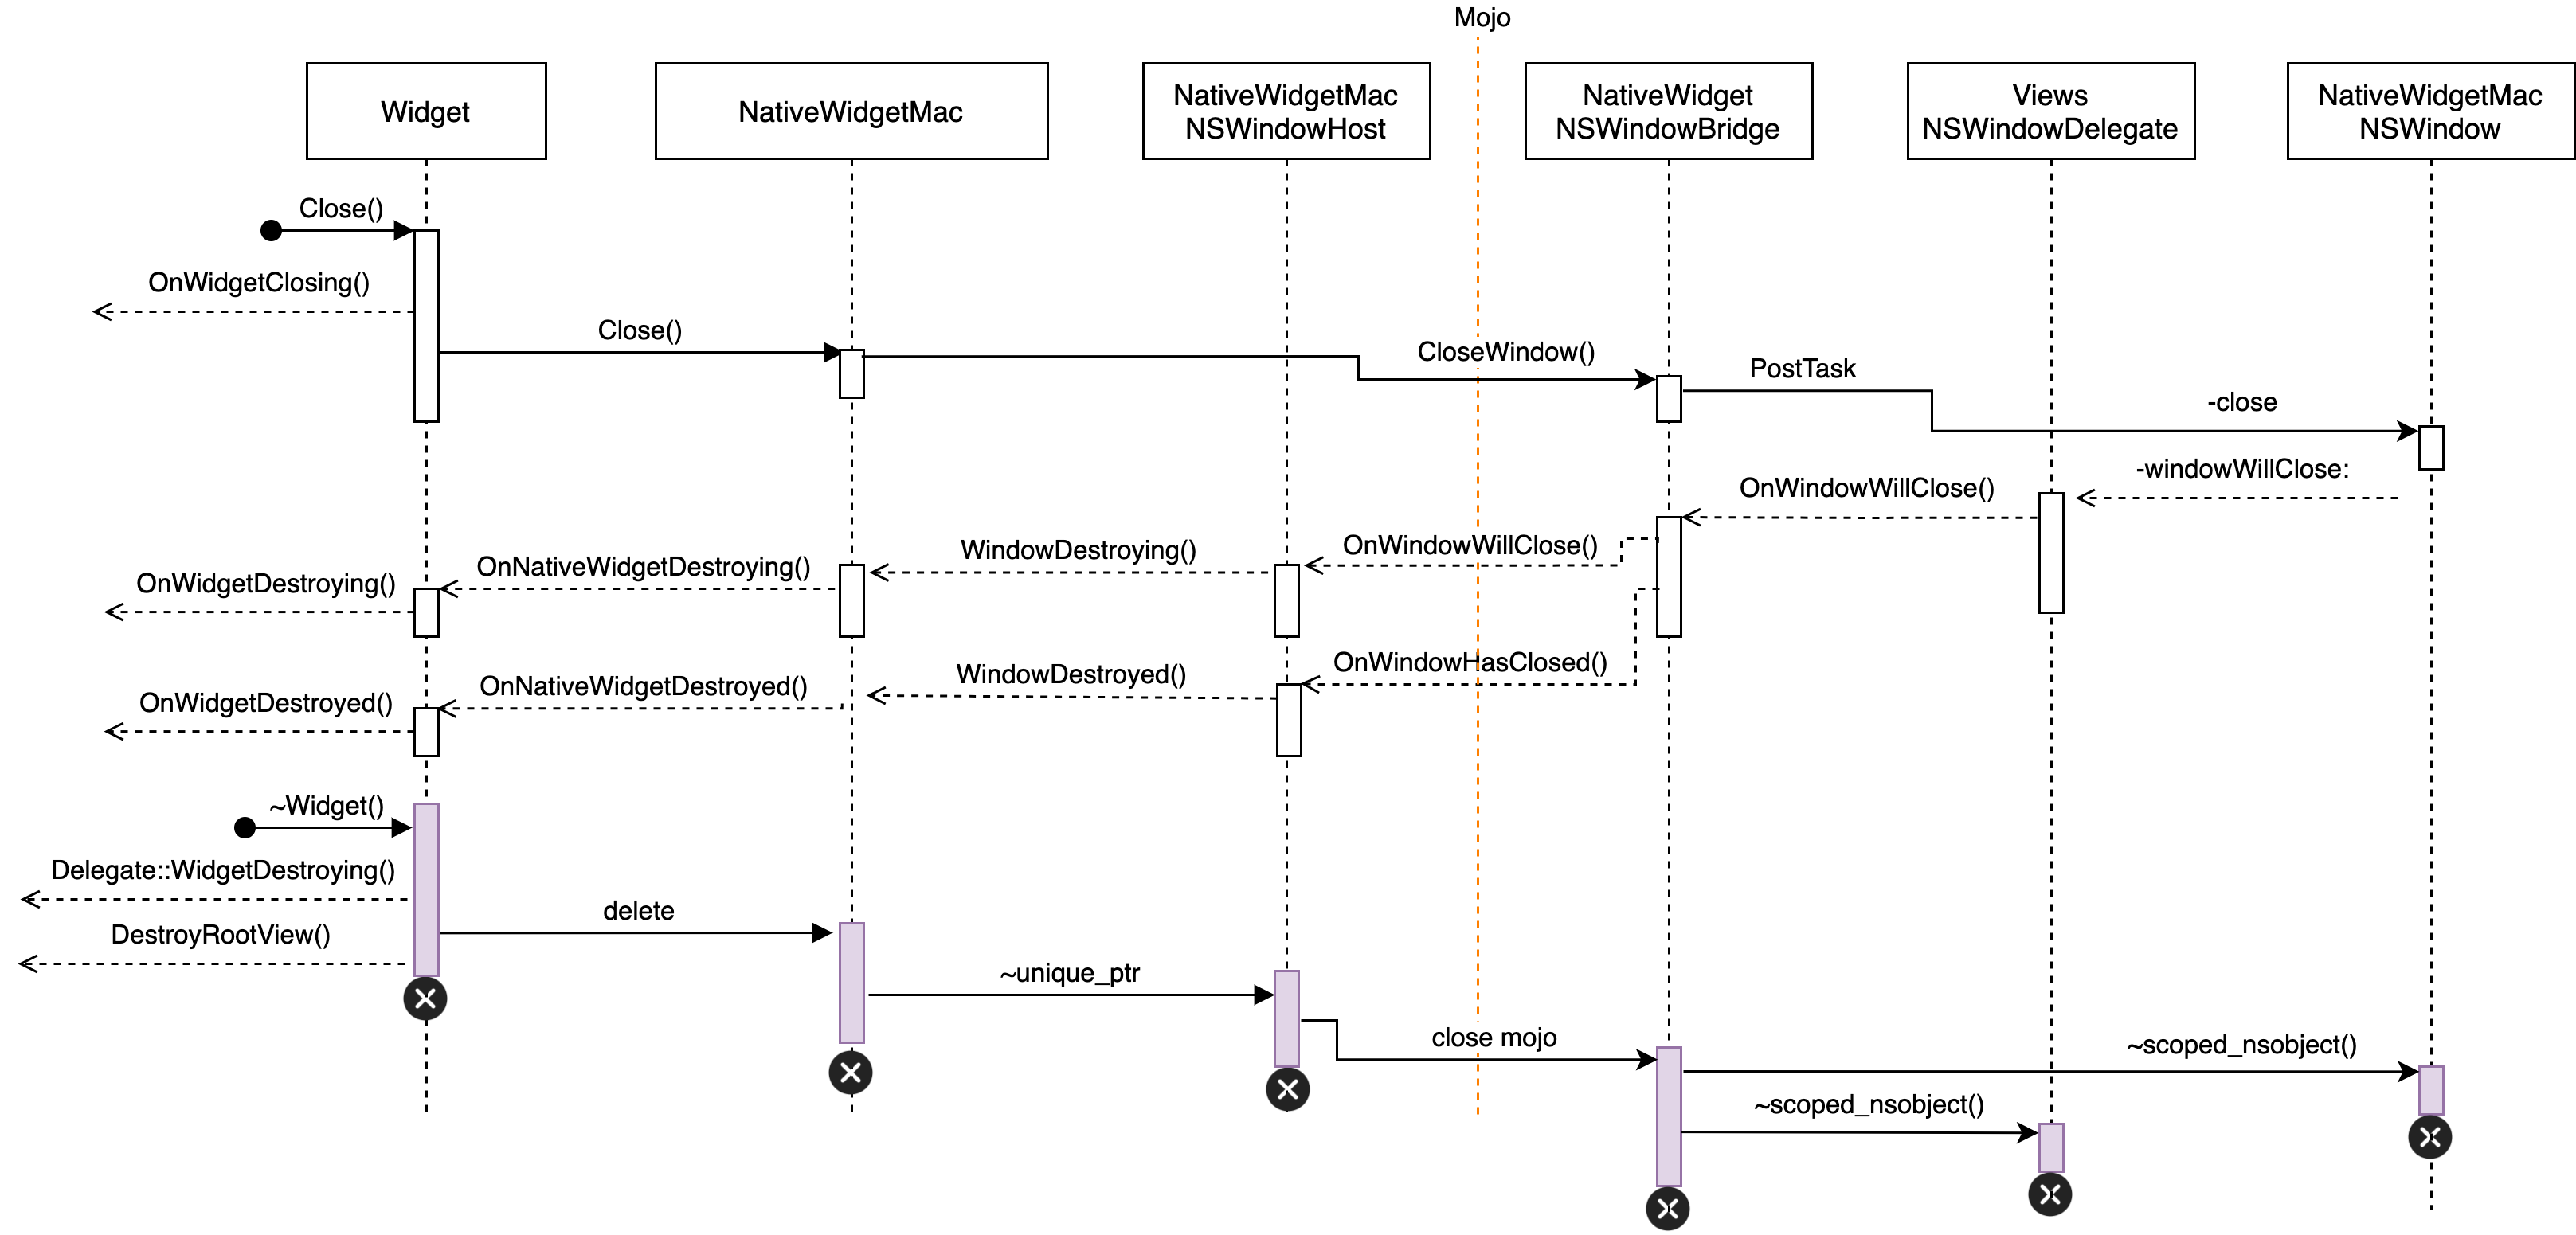 Mojo
Widget
NativeWidgetMac
NativeWidgetMac
NSWindowHost
NativeWidget
NSWindowBridge
Views
NSWindowDelegate
NativeWidgetMac
NSWindow
Close()
OnWidgetClosing()
Close()
CloseWindow()
PostTask
-close
-windowWillClose:
OnWindowWillClose()
OnWindowWillClose()
WindowDestroying()
OnNativeWidgetDestroying()
OnWidgetDestroying()
OnWindowHasClosed()
WindowDestroyed()
OnNativeWidgetDestroyed()
OnWidgetDestroyed()
~Widget()
Delegate::WidgetDestroying()
delete
DestroyRootView()
~unique_ptr
close mojo
~scoped_nsobject()
~scoped_nsobject()